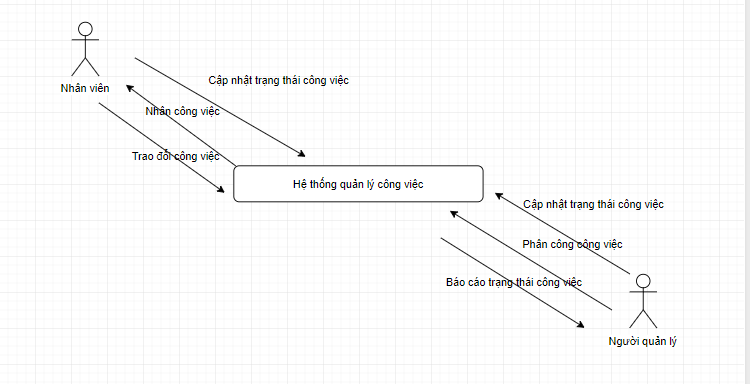 Nhân viên
Cập nhật trạng thái công việc
Nhân công việc
Trao đổi công việc
Hệ thống quản lý công việc
Cập nhật trạng thái công việc
Phân công công việc
Báo cáo trạng thái công việc
Người quản lý